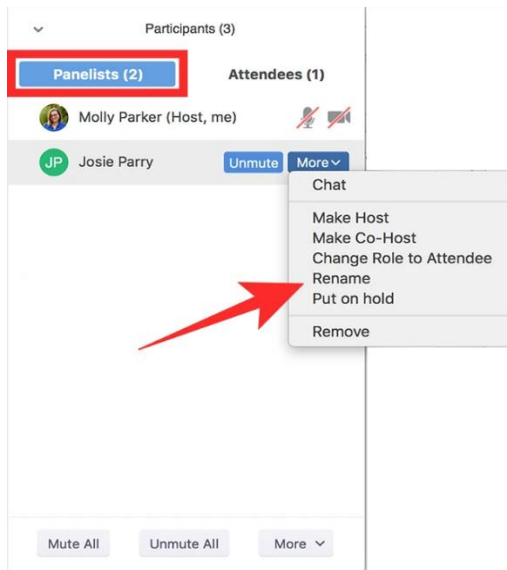 Participants (3)
Panelists (2) Attendees (1)
Molly Parker (Host, me)
JP Josie Parry Unmute More
Chat
Make Host
Make Co-Host
Change Role to Attendee
Rename
Put on hold
Remove
Mute All Unmute All More